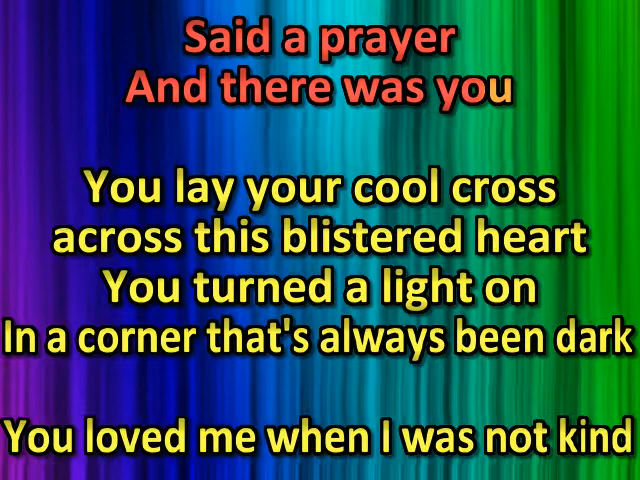 Said a prayer
And there was you
You lay your cool cross
across this blistered heart
You turned a light on
In a corner that's always been dark
You loved me when I was not kind